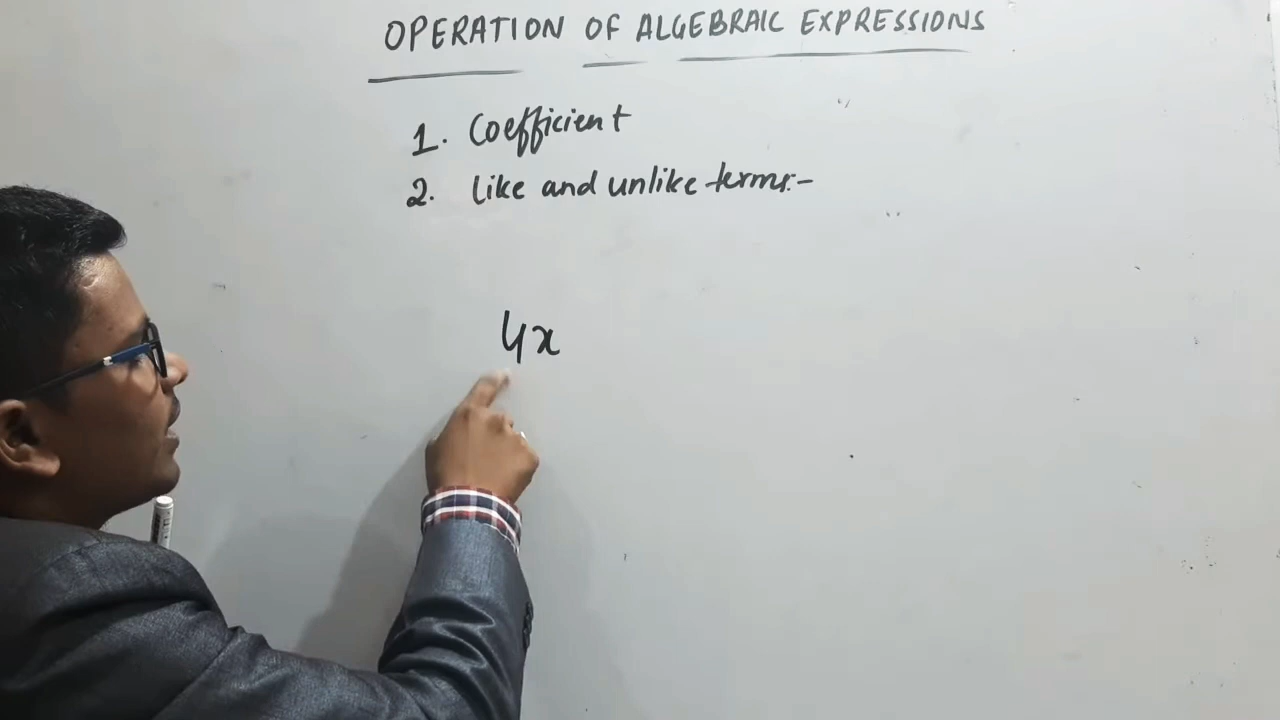 OPERATION OF ALGEBRAIC EXPRESSIONS
1. Coefficient
2. Like and unlike terms:-
4x